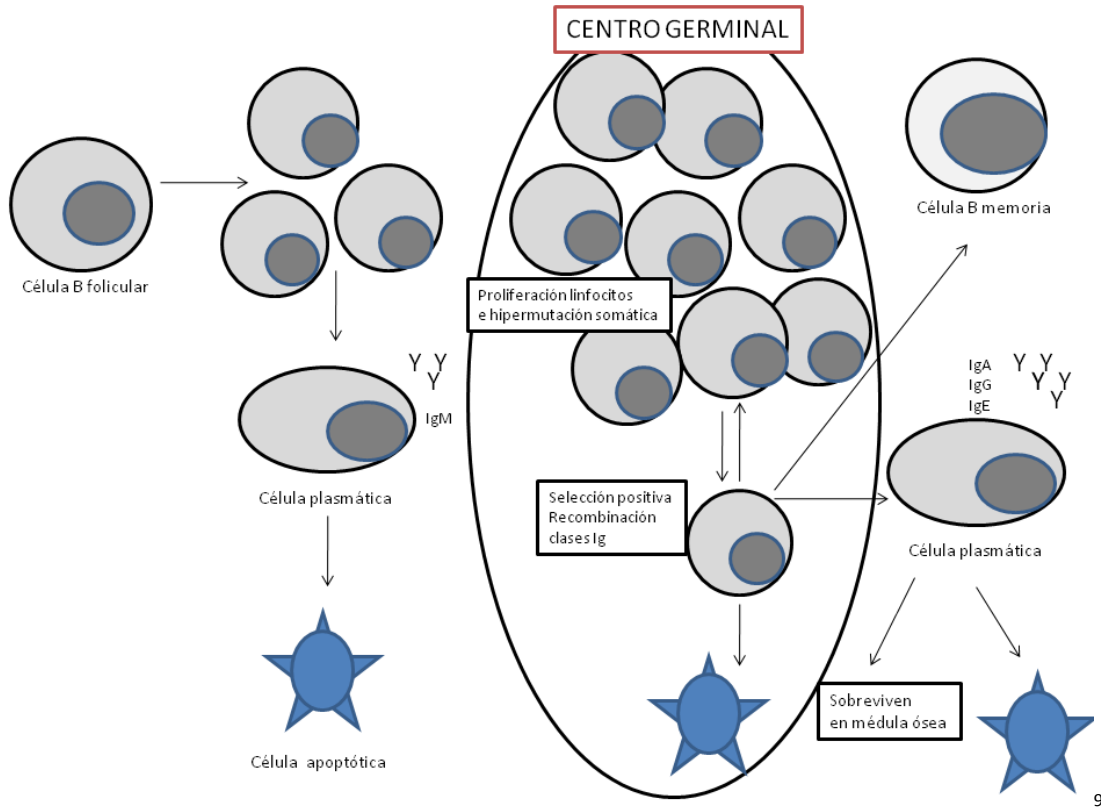 CENTRO GERMINAL
Célula B folicular
Célula B memoria
Proliferación linfocitos
e hipermutación somática
Y Y
Y
IgM
IgA
IgG
IgE
Y Y
Y Y
Y
Célula plasmática
Selección positiva
Recombinación
clases Ig
Célula plasmática
Sobreviven
en médula ósea
Célula apoptótica
9